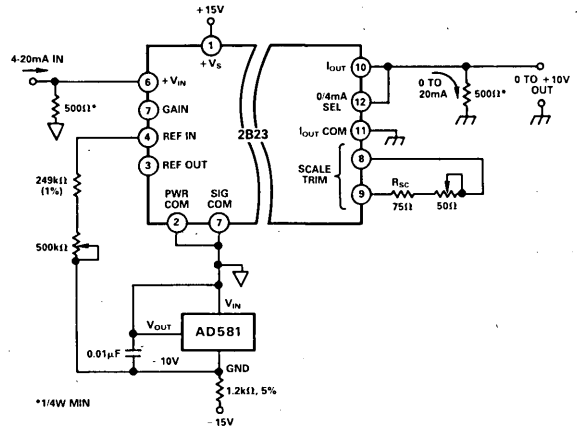 +15V
4-20mA IN
1
+VS
6
+VIN
500Ω*
7
GAIN
4
REF IN
3
REF OUT
2B23
249kΩ
(1%)
500kΩ
PWR
COM
2
SIG
COM
7
IOUT
10
0/4mA
SEL
12
IOUT COM
11
SCALE
TRIM
8
9
0 TO
20mA
500Ω*
0 TO +10V
OUT
RSC
75Ω
50Ω
VIN
VOUT
AD581
0.01µF
- 10V
GND
1.2kΩ, 5%
*1/4W MIN
- 15V